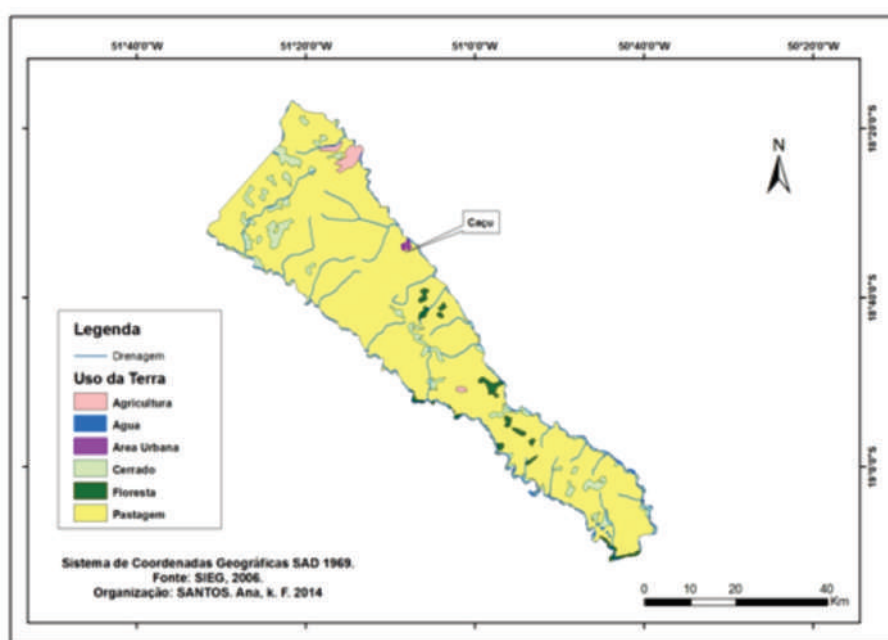 51°40'0"W 51°20'0"W 51°0'0"W 50°40'0"W 50°20'0"W
18°20'0"S
18°40'0"S
19°0'0"S
N
Caçu
Legenda
Drenagem
Uso da Terra
Agricultura
Agua
Area Urbana
Cerrado
Floresta
Pastagem
Sistema de Coordenadas Geográficas SAD 1969.
Fonte: SIEG, 2006.
Organização: SANTOS. Ana, k. F. 2014
0 10 20 40
Km